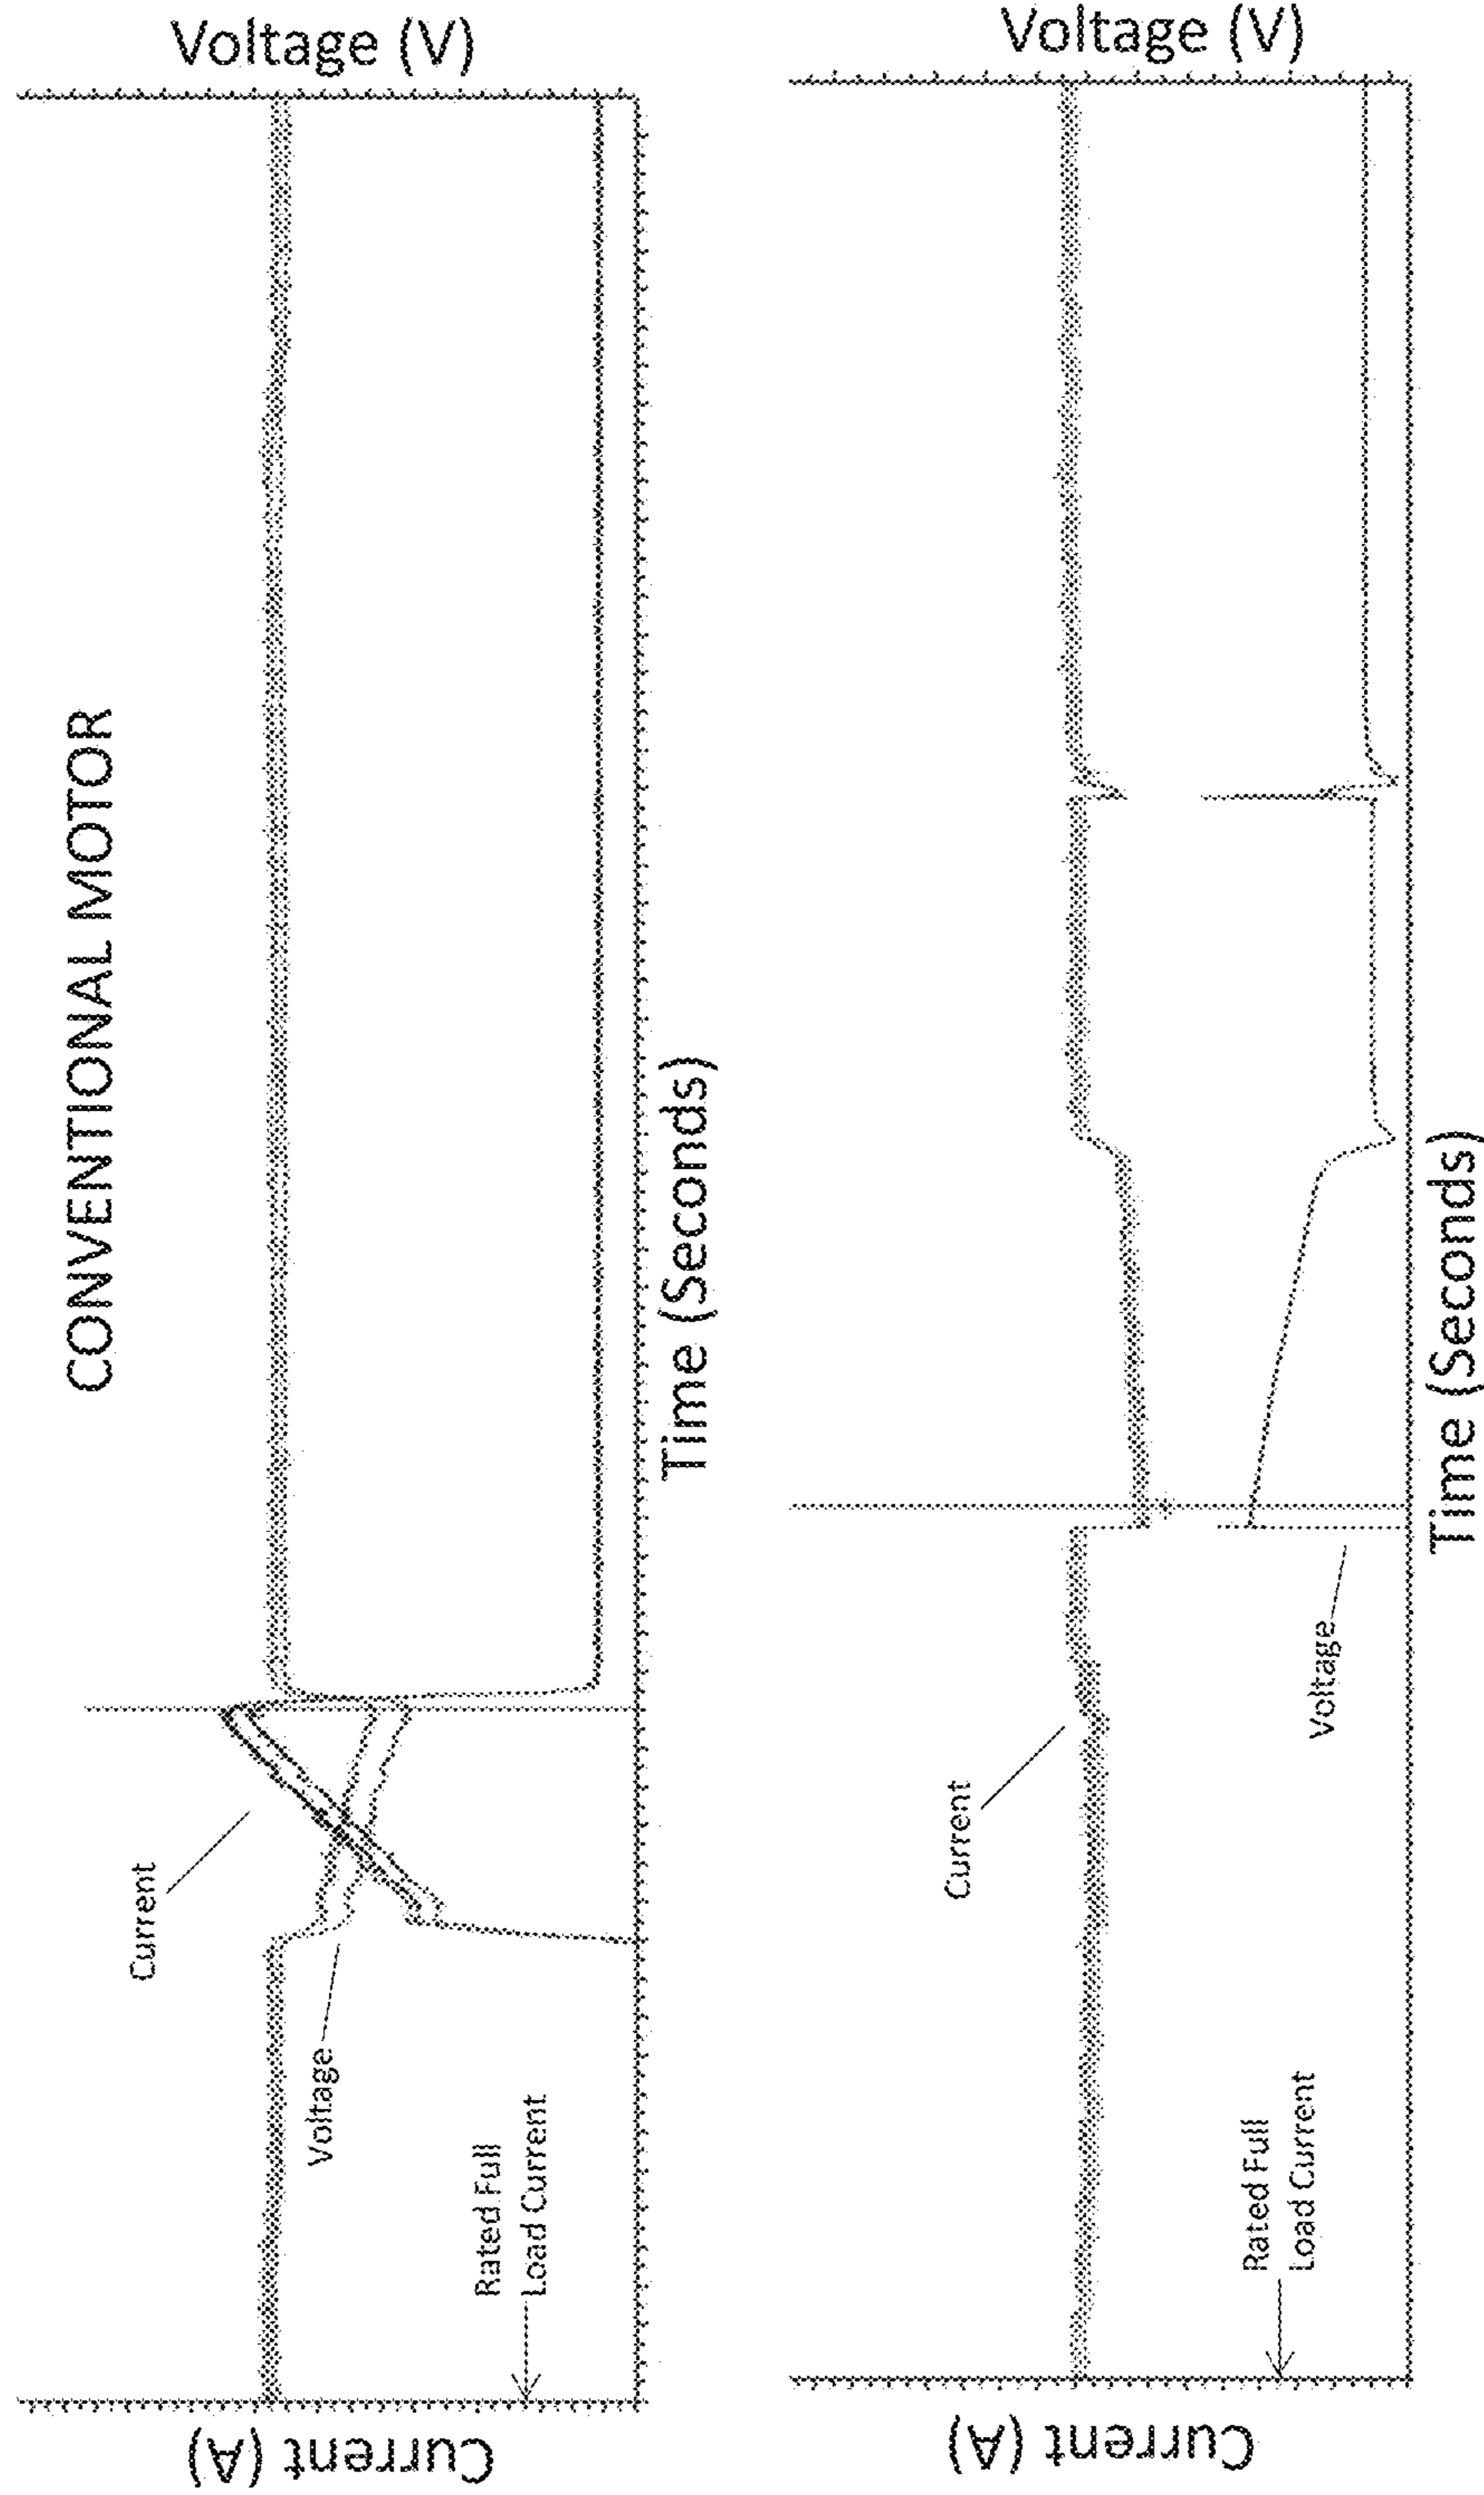 CONVENTIONAL MOTOR
Current (A)
Voltage (V)
Current
Voltage
Rated Full
Load Current
Time (Seconds)
Current (A)
Voltage (V)
Current
Voltage
Rated Full
Load Current
Time (Seconds)